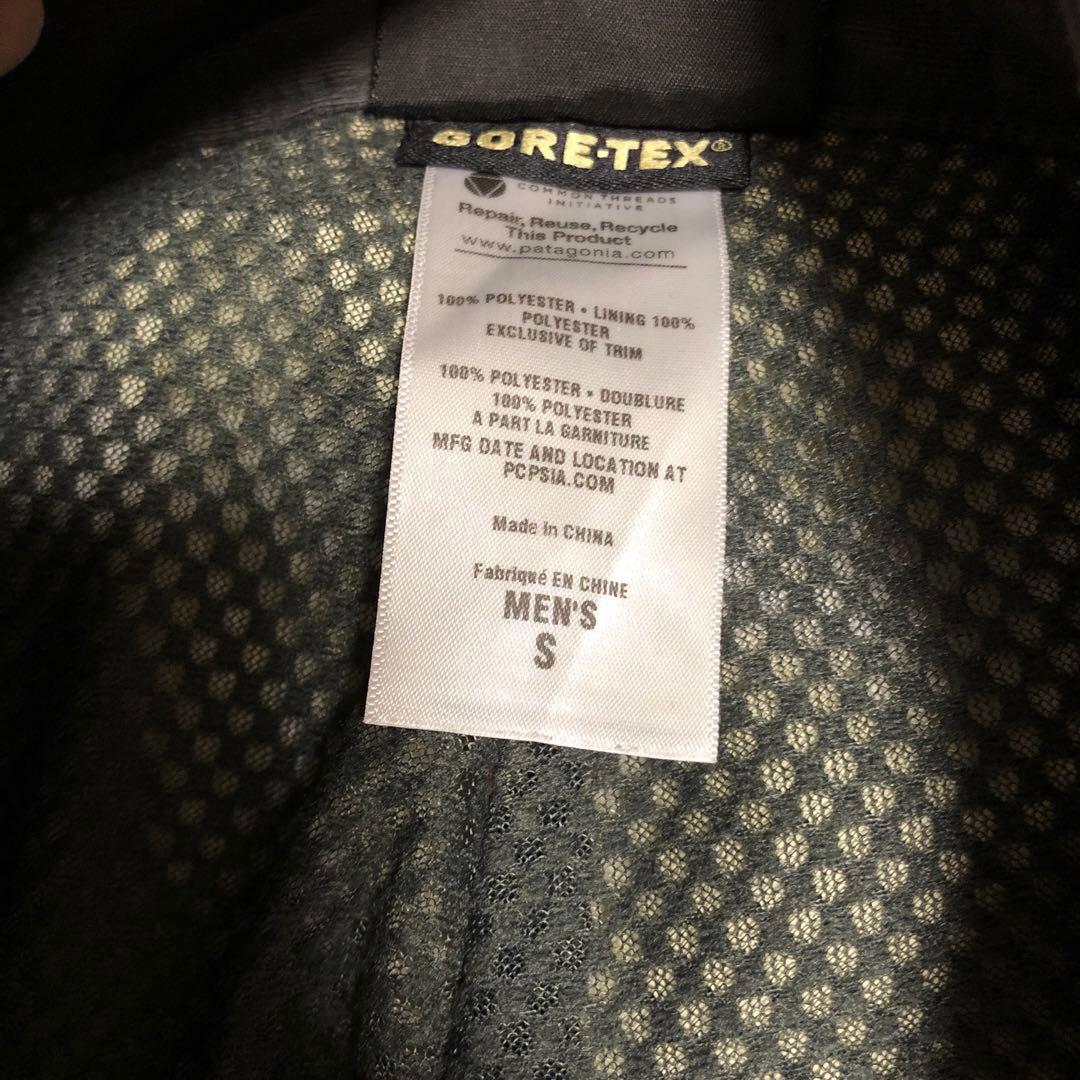 GORE-TEX®
COMMON THREADS
INITIATIVE
Repair, Reuse, Recycle
This Product
www.patagonia.com
100% POLYESTER • LINING 100%
POLYESTER
EXCLUSIVE OF TRIM
100% POLYESTER • DOUBLURE
100% POLYESTER
A PART LA GARNITURE
MFG DATE AND LOCATION AT
PCPSIA.COM
Made in CHINA
Fabriqué EN CHINE
MEN'S
S